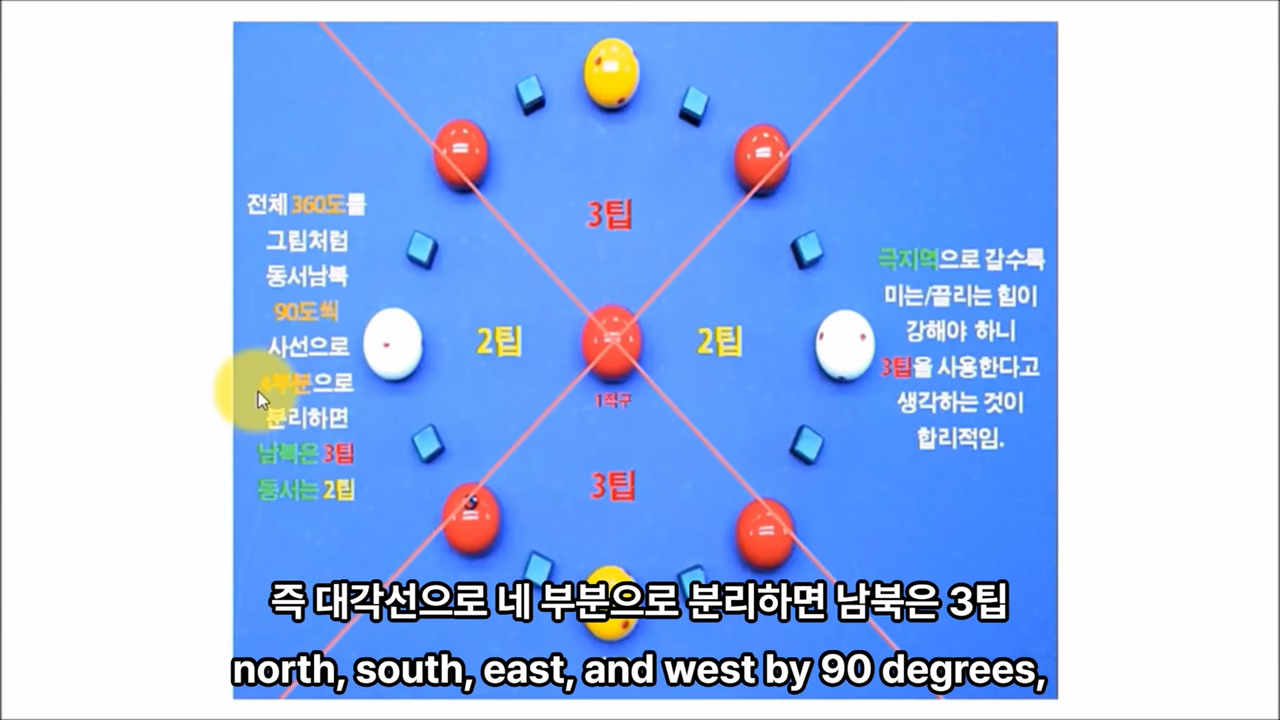 전체 360도를
그림처럼
동서남북
90도씩
사선으로
4부분으로
분리하면
남북은 3팁
동서는 2팁
3팁
2팁
2팁
1적구
3팁
극지역으로 갈수록
미는/끌리는 힘이
강해야 하니
3팁을 사용한다고
생각하는 것이
합리적임.
즉 대각선으로 네 부분으로 분리하면 남북은 3팁
north, south, east, and west by 90 degrees,